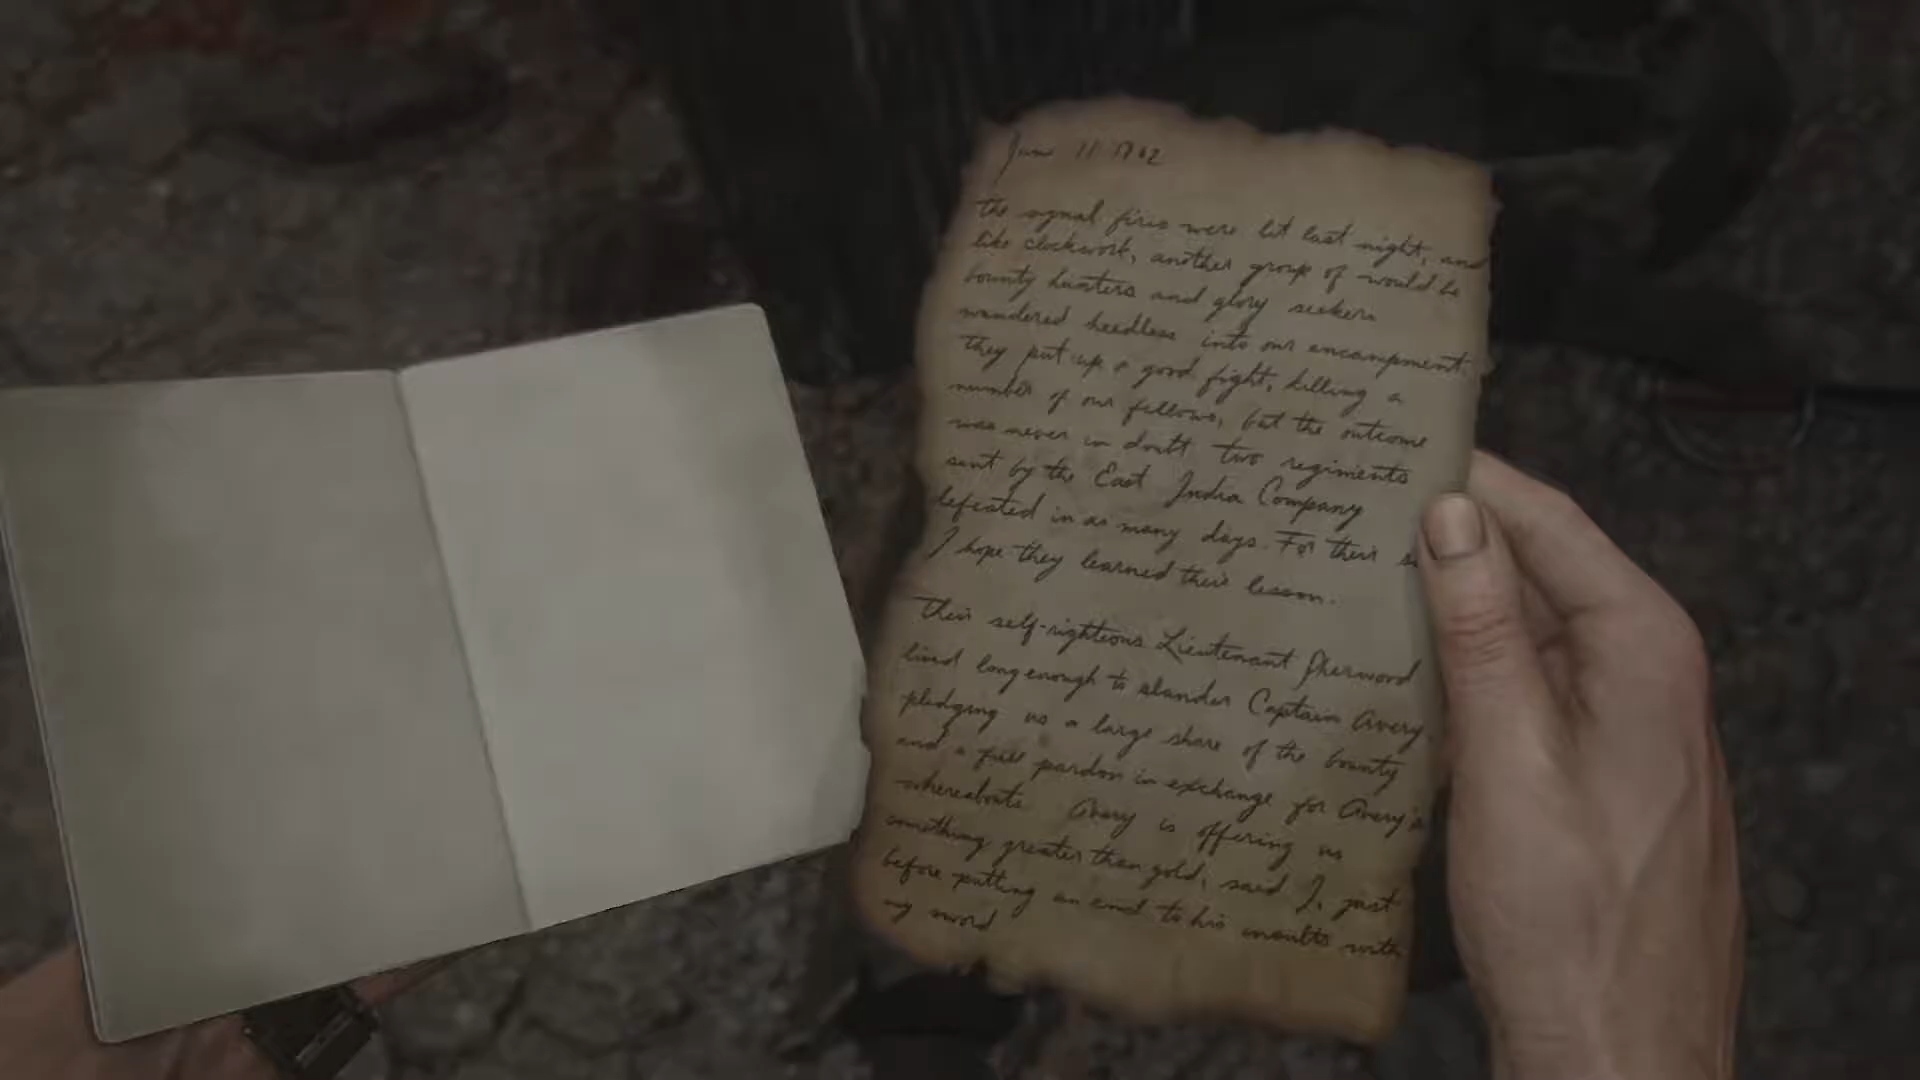 June 11 1702
the signal fires were lit last night, and
like clockwork, another group of would be
bounty hunters and glory seekers
wandered heedless into our encampment.
they put up a good fight, killing a
number of our fellows, but the outcome
was never in doubt two regiments
sent by the East India Company
defeated in as many days. For their
I hope they learned their lesson.
Their self-righteous Lieutenant Sherwood
lived long enough to slander Captain Avery,
pledging us a large share of the bounty
and a full pardon in exchange for Avery's
whereabouts. Avery is offering us
something greater than gold, said I, just
before putting an end to his insults with
my sword